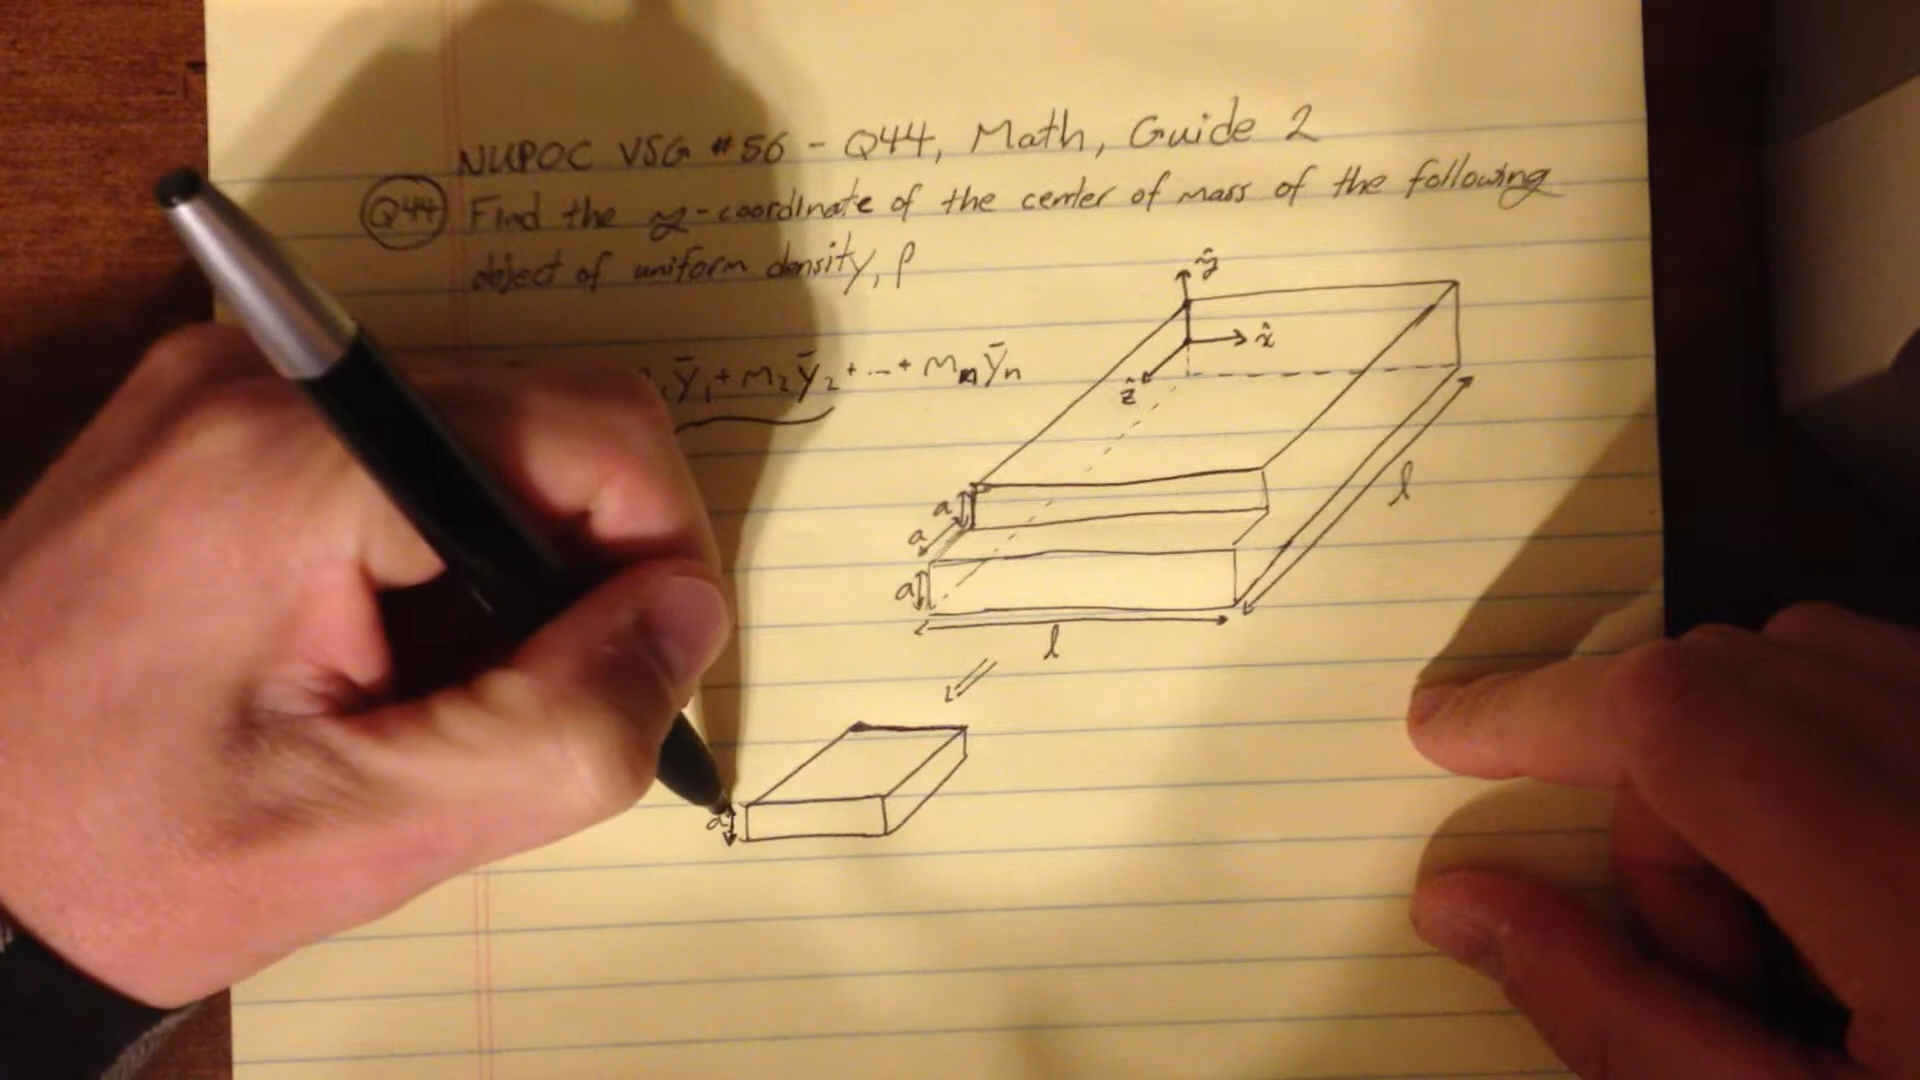 NUPOC VSG #56 - Q44, Math, Guide 2
Q44 Find the y-coordinate of the center of mass of the following
object of uniform density, ρ
ŷ
x̂
ẑ
ȳ₁ + m₂ȳ₂ + ... + mₙȳₙ
a
a
a
l
l
a